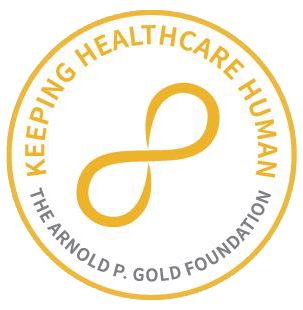 KEEPING HEALTHCARE HUMAN
THE ARNOLD P. GOLD FOUNDATION